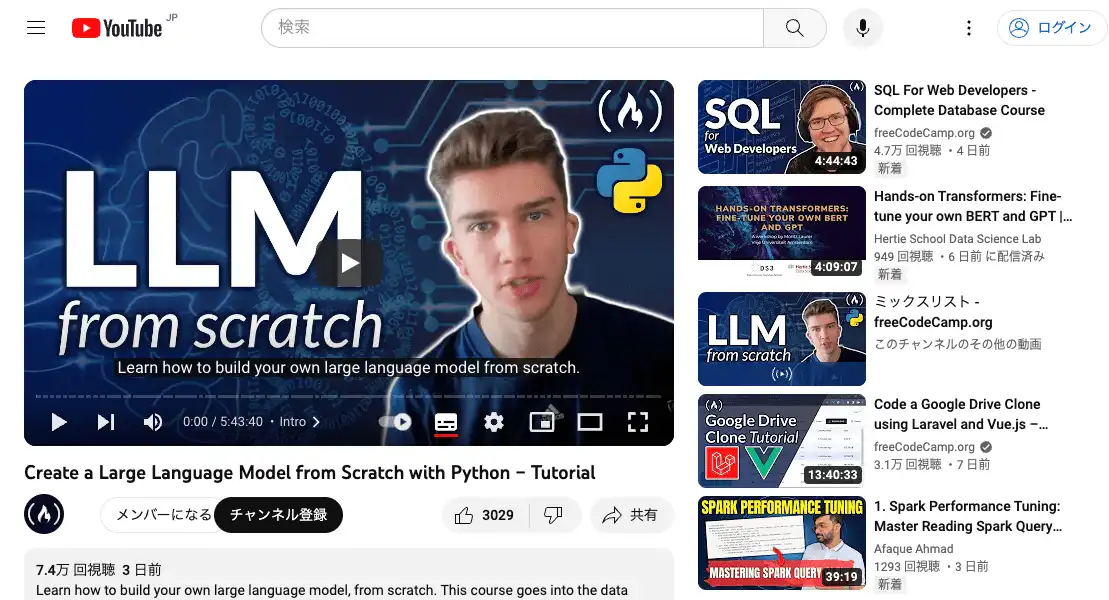 YouTube JP
検索
ログイン
LLM
from scratch
Learn how to build your own large language model from scratch.
0:00 / 5:43:40 ・ Intro
Create a Large Language Model from Scratch with Python – Tutorial
メンバーになる
チャンネル登録
3029
共有
7.4万 回視聴 3 日前
Learn how to build your own large language model, from scratch. This course goes into the data
SQL
for
Web Developers
4:44:43
SQL For Web Developers -
Complete Database Course
freeCodeCamp.org
4.7万 回視聴 ・4 日前
新着
HANDS-ON TRANSFORMERS:
FINE-TUNE YOUR OWN BERT
AND GPT
A workshop by Moritz Laurer
Vrije Universiteit Amsterdam
DS3
4:09:07
Hands-on Transformers: Fine-
tune your own BERT and GPT |...
Hertie School Data Science Lab
949 回視聴 ・6 日前 に配信済み
新着
LLM
from scratch
ミックスリスト -
freeCodeCamp.org
このチャンネルのその他の動画
Google Drive
Clone Tutorial
13:40:33
Code a Google Drive Clone
using Laravel and Vue.js –...
freeCodeCamp.org
3.1万 回視聴 ・7 日前
SPARK PERFORMANCE TUNING
MASTERING SPARK QUERY
39:19
1. Spark Performance Tuning:
Master Reading Spark Query...
Afaque Ahmad
1293 回視聴 ・3 日前
新着